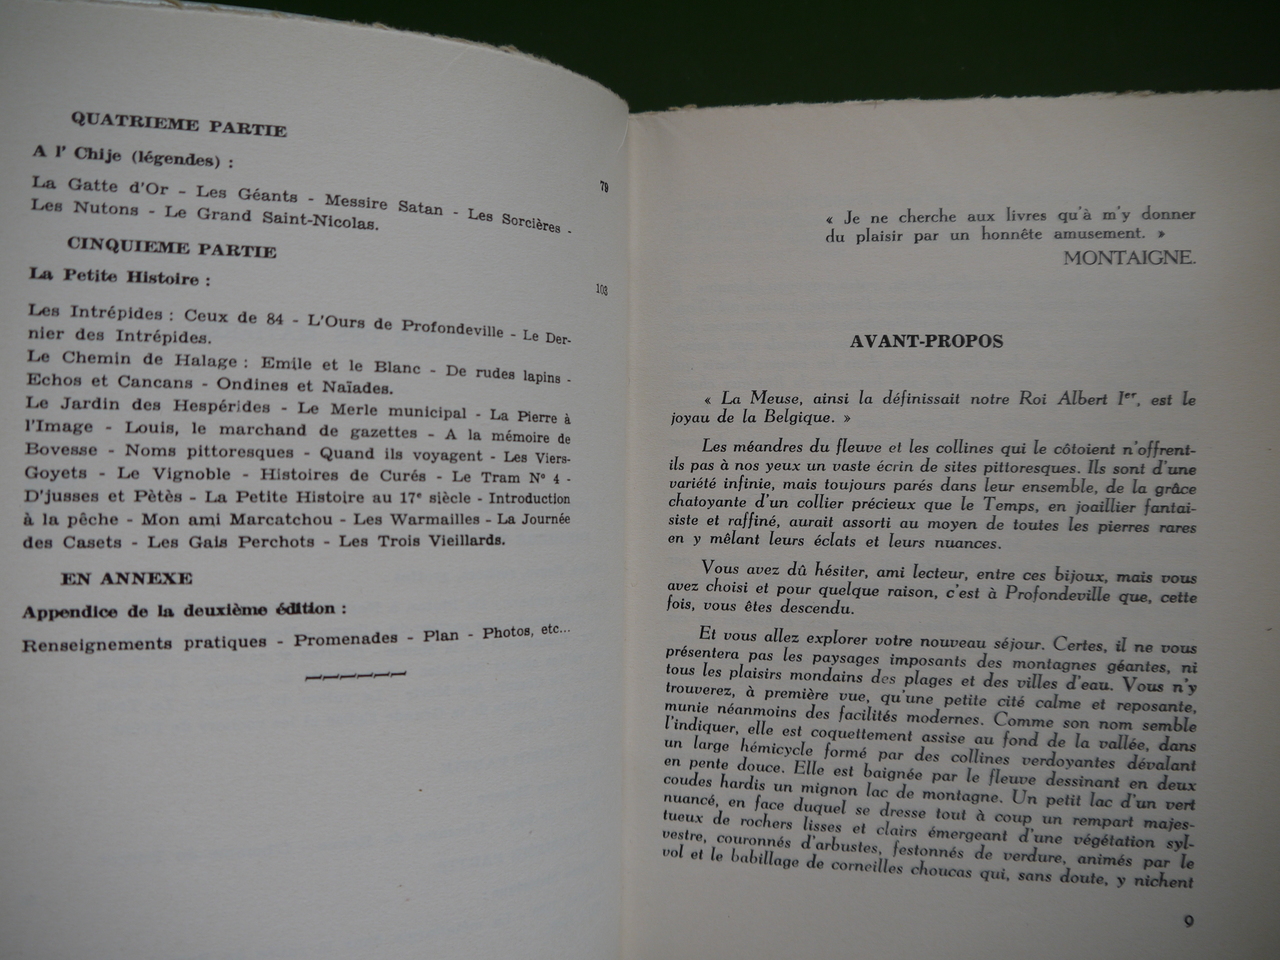 QUATRIEME PARTIE
A l' Chije (légendes) :
79
La Gatte d'Or - Les Géants - Messire Satan - Les Sorcières -
Les Nutons - Le Grand Saint-Nicolas.
CINQUIEME PARTIE
La Petite Histoire :
103
Les Intrépides : Ceux de 84 - L'Ours de Profondeville - Le Der-
nier des Intrépides.
Le Chemin de Halage : Emile et le Blanc - De rudes lapins -
Echos et Cancans - Ondines et Naïades.
Le Jardin des Hespérides - Le Merle municipal - La Pierre à
l'Image - Louis, le marchand de gazettes - A la mémoire de
Bovesse - Noms pittoresques - Quand ils voyagent - Les Viers-
Goyets - Le Vignoble - Histoires de Curés - Le Tram N° 4 -
D'jusses et Pètès - La Petite Histoire au 17e siècle - Introduction
à la pêche - Mon ami Marcatchou - Les Warmailles - La Journée
des Casets - Les Gais Perchots - Les Trois Vieillards.
EN ANNEXE
Appendice de la deuxième édition :
Renseignements pratiques - Promenades - Plan - Photos, etc...
« Je ne cherche aux livres qu'à m'y donner
du plaisir par un honnête amusement. »
MONTAIGNE.
AVANT-PROPOS
« La Meuse, ainsi la définissait notre Roi Albert Ier, est le
joyau de la Belgique. »
Les méandres du fleuve et les collines qui le côtoient n'offrent-
ils pas à nos yeux un vaste écrin de sites pittoresques. Ils sont d'une
variété infinie, mais toujours parés dans leur ensemble, de la grâce
chatoyante d'un collier précieux que le Temps, en joaillier fantai-
siste et raffiné, aurait assorti au moyen de toutes les pierres rares
en y mêlant leurs éclats et leurs nuances.
Vous avez dû hésiter, ami lecteur, entre ces bijoux, mais vous
avez choisi et pour quelque raison, c'est à Profondeville que, cette
fois, vous êtes descendu.
Et vous allez explorer votre nouveau séjour. Certes, il ne vous
présentera pas les paysages imposants des montagnes géantes, ni
tous les plaisirs mondains des plages et des villes d'eau. Vous n'y
trouverez, à première vue, qu'une petite cité calme et reposante,
munie néanmoins des facilités modernes. Comme son nom semble
l'indiquer, elle est coquettement assise au fond de la vallée, dans
un large hémicycle formé par des collines verdoyantes dévalant
en pente douce. Elle est baignée par le fleuve dessinant en deux
coudes hardis un mignon lac de montagne. Un petit lac d'un vert
nuancé, en face duquel se dresse tout à coup un rempart majes-
tueux de rochers lisses et clairs émergeant d'une végétation syl-
vestre, couronnés d'arbustes, festonnés de verdure, animés par le
vol et le babillage de corneilles choucas qui, sans doute, y nichent
9